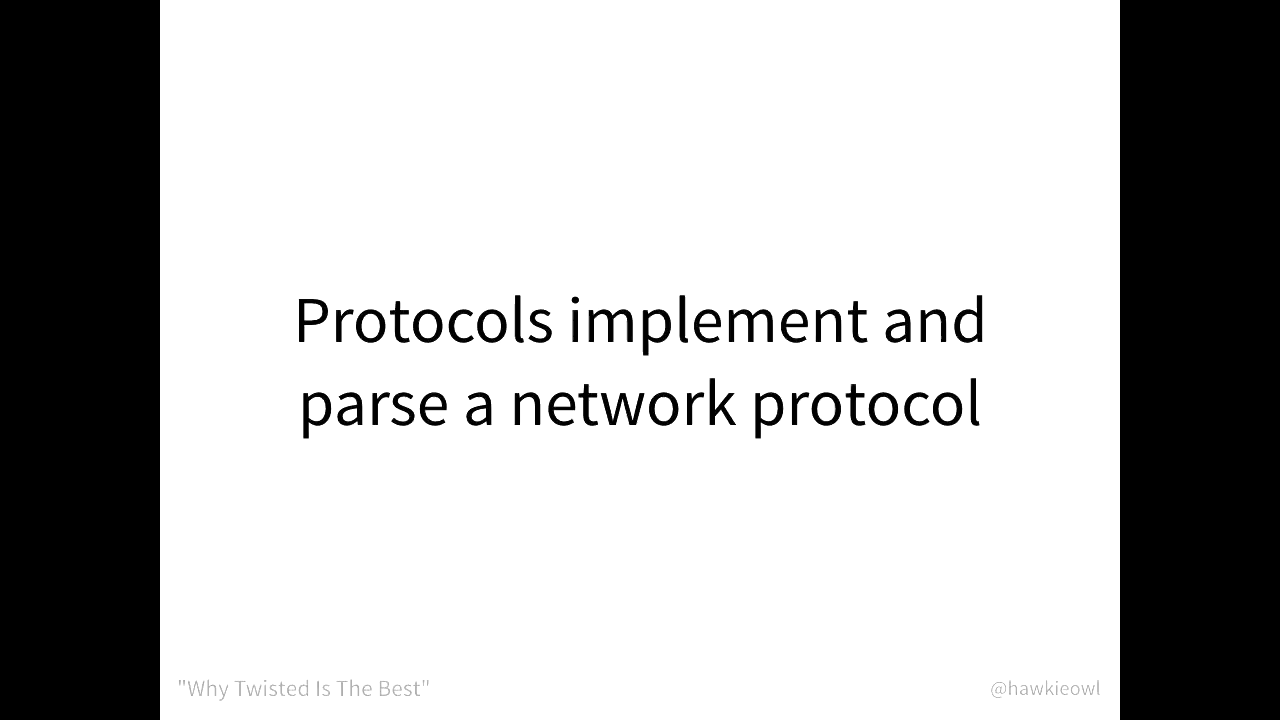 Protocols implement and
parse a network protocol
"Why Twisted Is The Best"
@hawkieowl